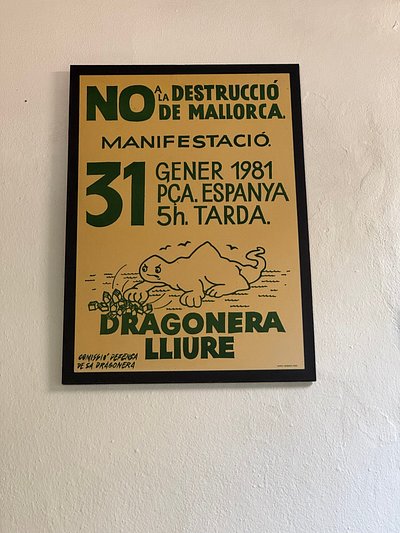 NO A LA DESTRUCCIÓ
DE MALLORCA.
MANIFESTACIÓ.
31 GENER 1981
PÇA. ESPANYA
5h. TARDA.
DRAGONERA
LLIURE
COMISSIÓ DEFENSA
DE SA DRAGONERA